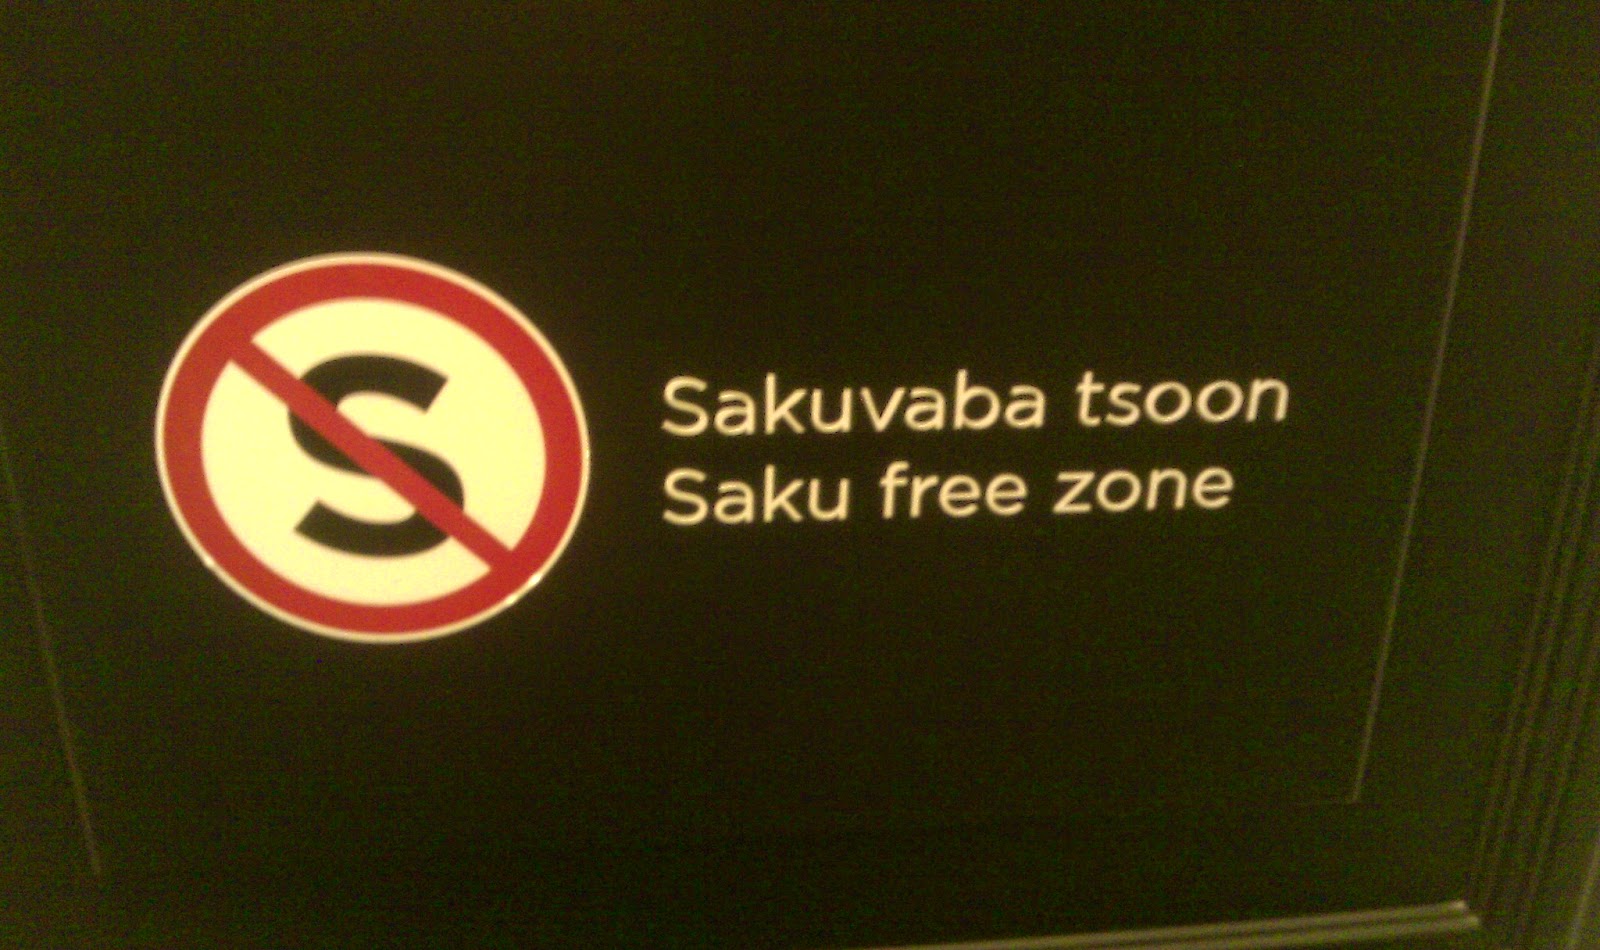 S
Sakuvaba tsoon
Saku free zone